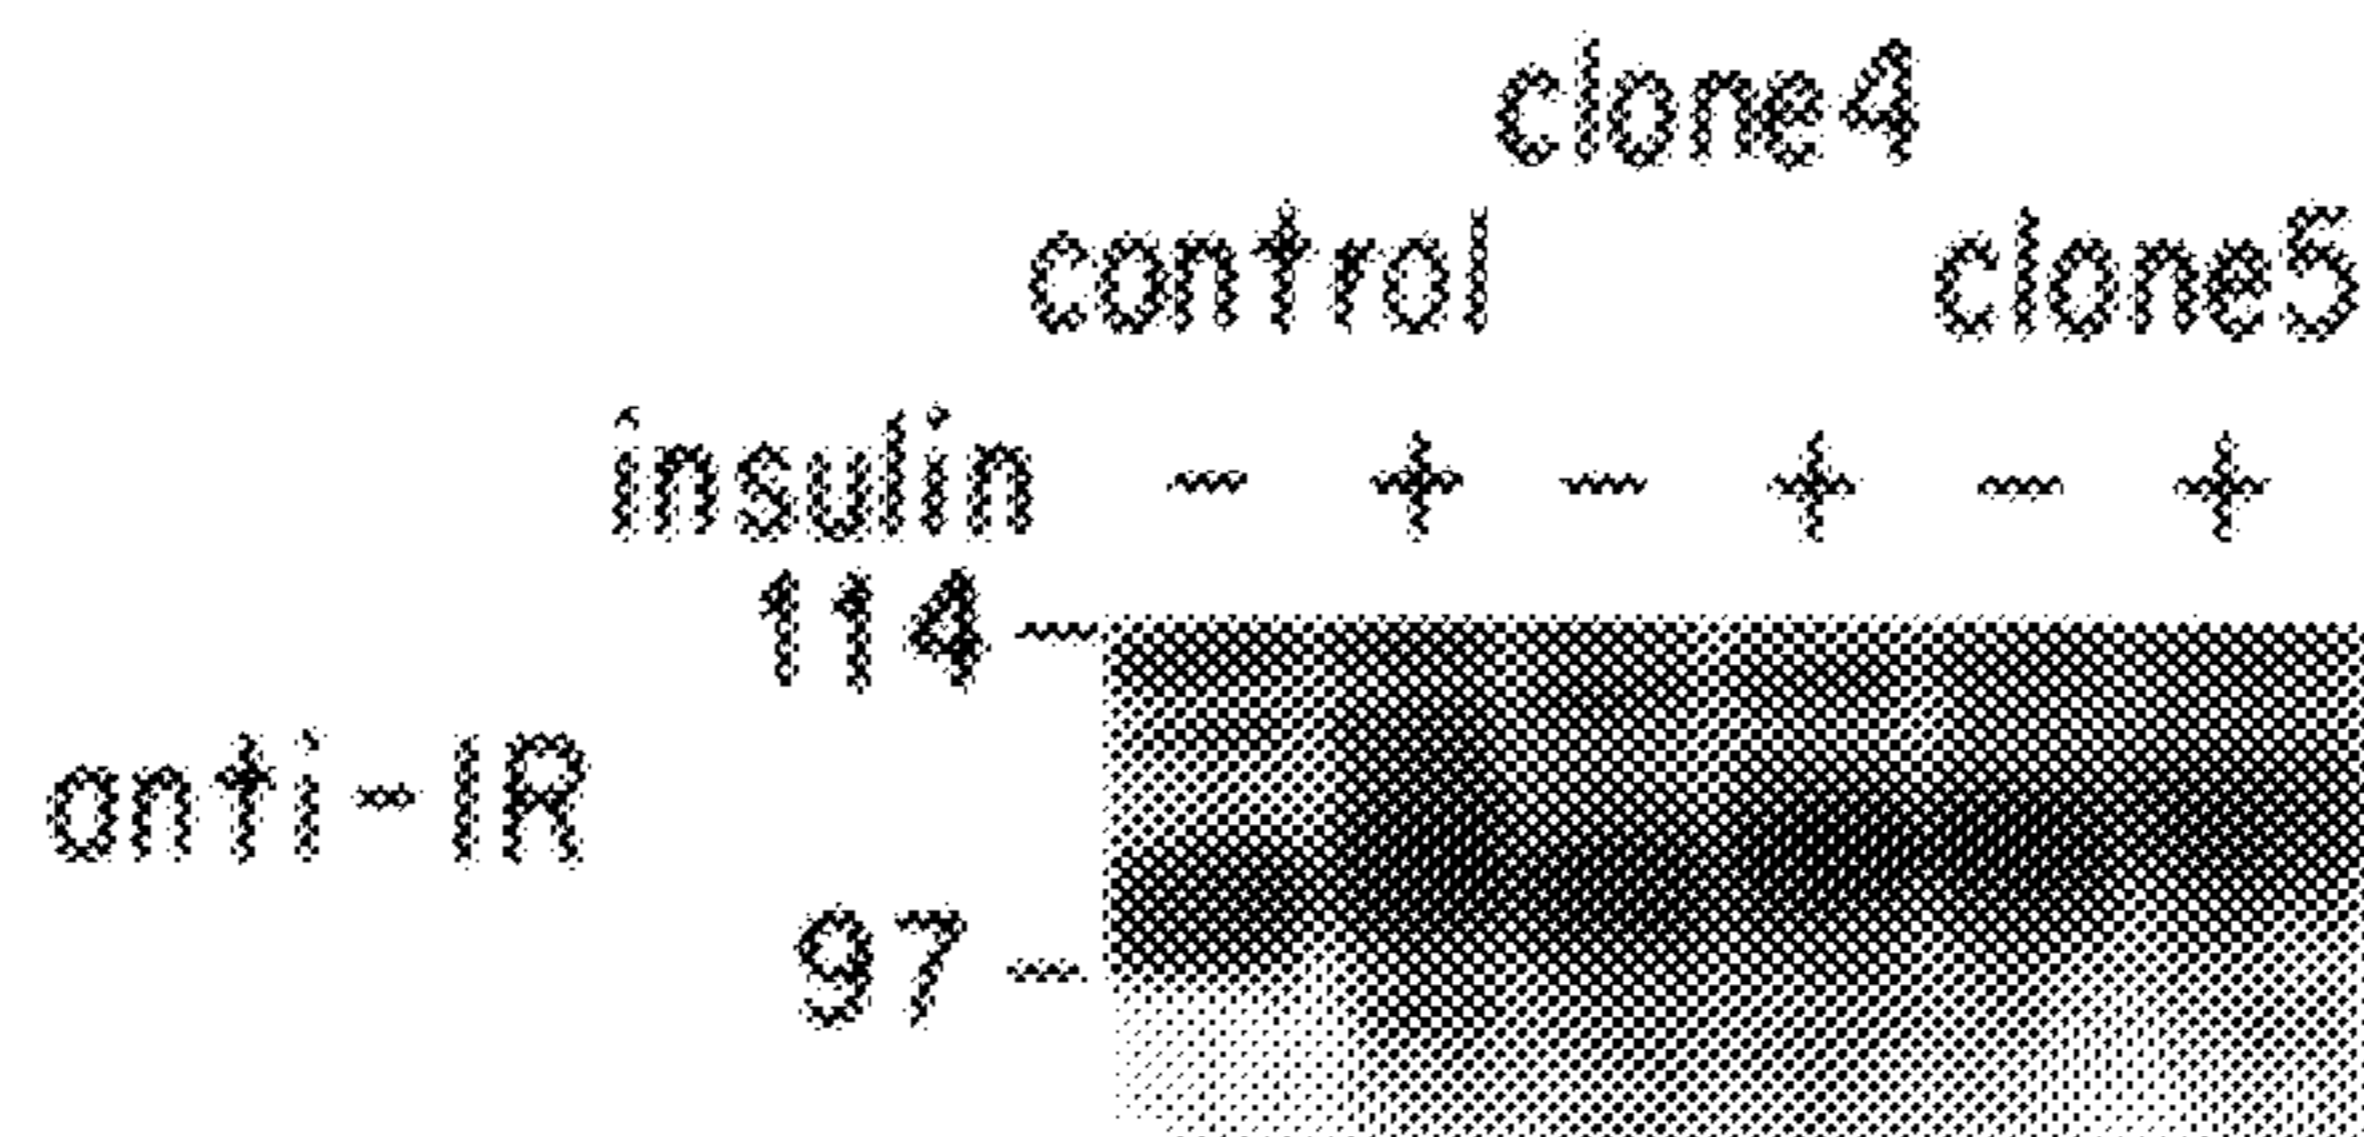 clone4
control clone5
insulin - + - + - +
114 -
anti-IR
97 -